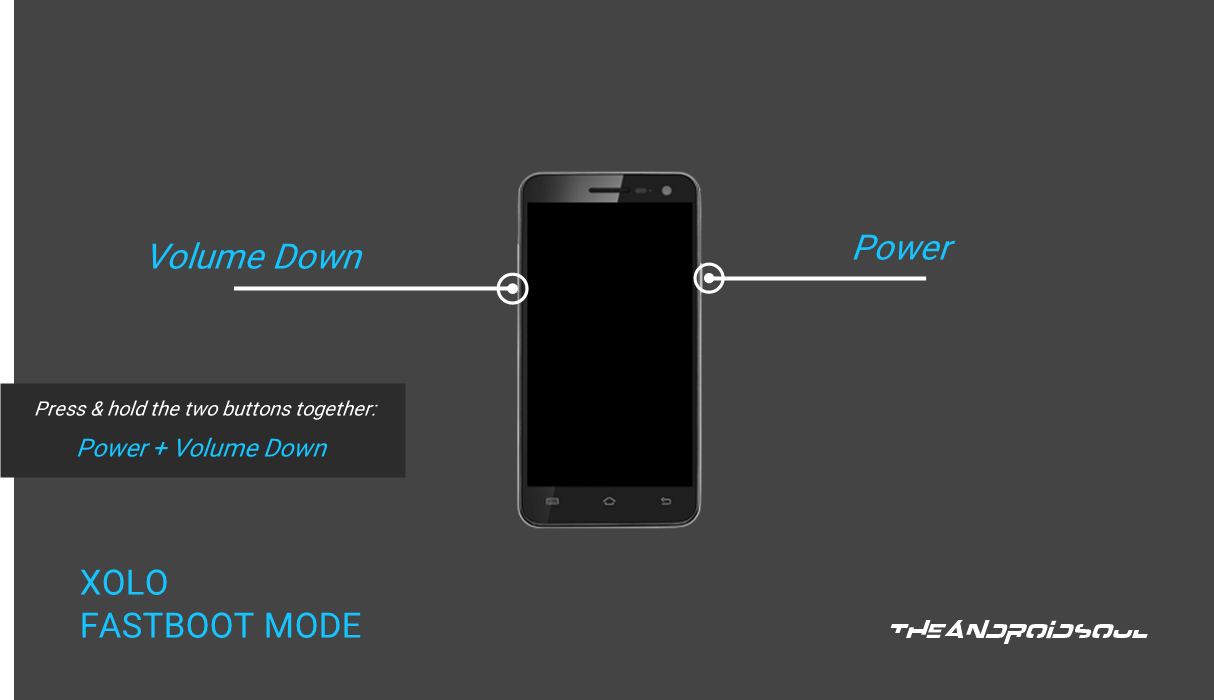 Volume Down
Power
Press & hold the two buttons together:
Power + Volume Down
XOLO
FASTBOOT MODE
THEANDROIDSOUL